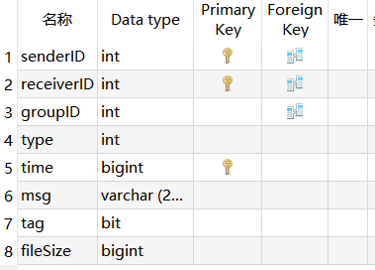 名称 Data type Primary Key Foreign Key 唯一
1 senderID int
2 receiverID int
3 groupID int
4 type int
5 time bigint
6 msg varchar (2...
7 tag bit
8 fileSize bigint